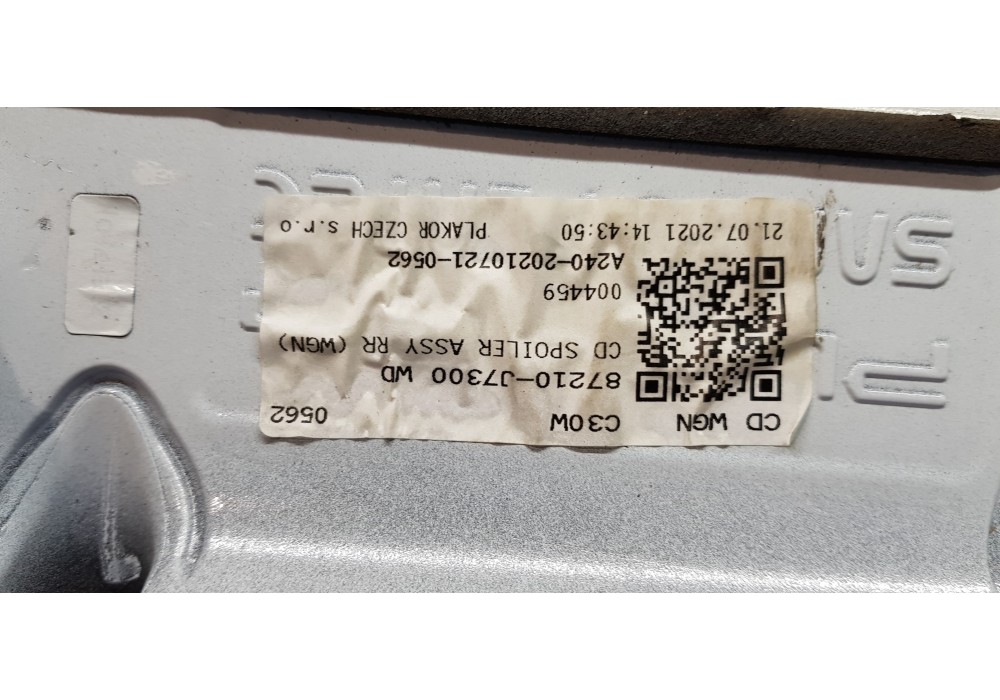 CD WGN C30W 0562
87210-J7300 WD
CD SPOILER ASSY RR (WGN)
004459
A240-20210721-0562
21.07.2021 14:43:50 PLAKOR CZECH s.r.o